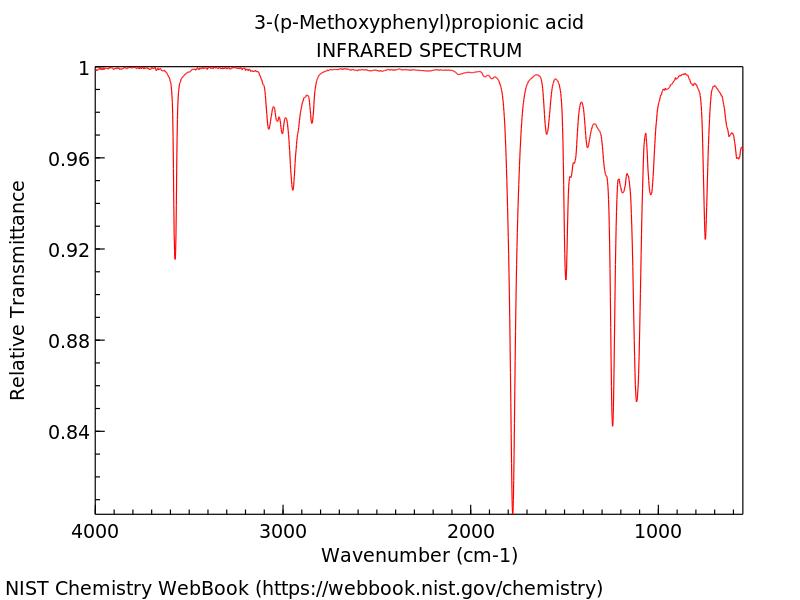 3-(p-Methoxyphenyl)propionic acid
INFRARED SPECTRUM
1
0.96
0.92
0.88
0.84
Relative Transmittance
4000 3000 2000 1000
Wavenumber (cm-1)
NIST Chemistry WebBook (https://webbook.nist.gov/chemistry)